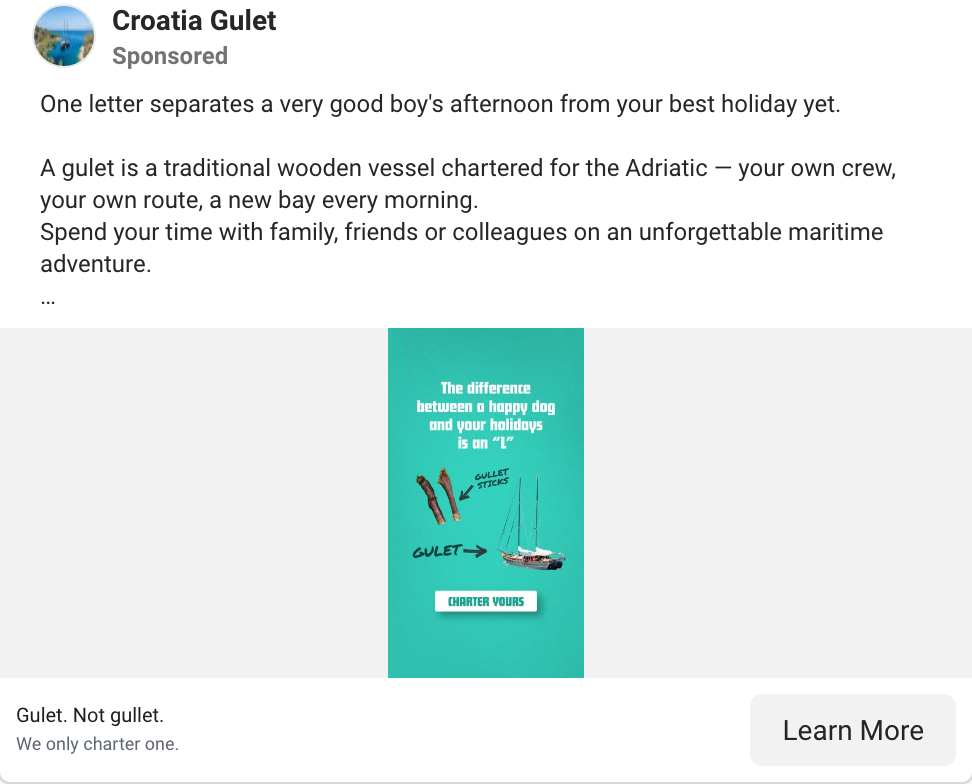 Croatia Gulet
Sponsored
One letter separates a very good boy's afternoon from your best holiday yet.
A gulet is a traditional wooden vessel chartered for the Adriatic — your own crew,
your own route, a new bay every morning.
Spend your time with family, friends or colleagues on an unforgettable maritime
adventure.
...
The difference
between a happy dog
and your holidays
is an “L”
GULLET
STICKS
GULET
CHARTER YOURS
Gulet. Not gullet.
We only charter one.
Learn More